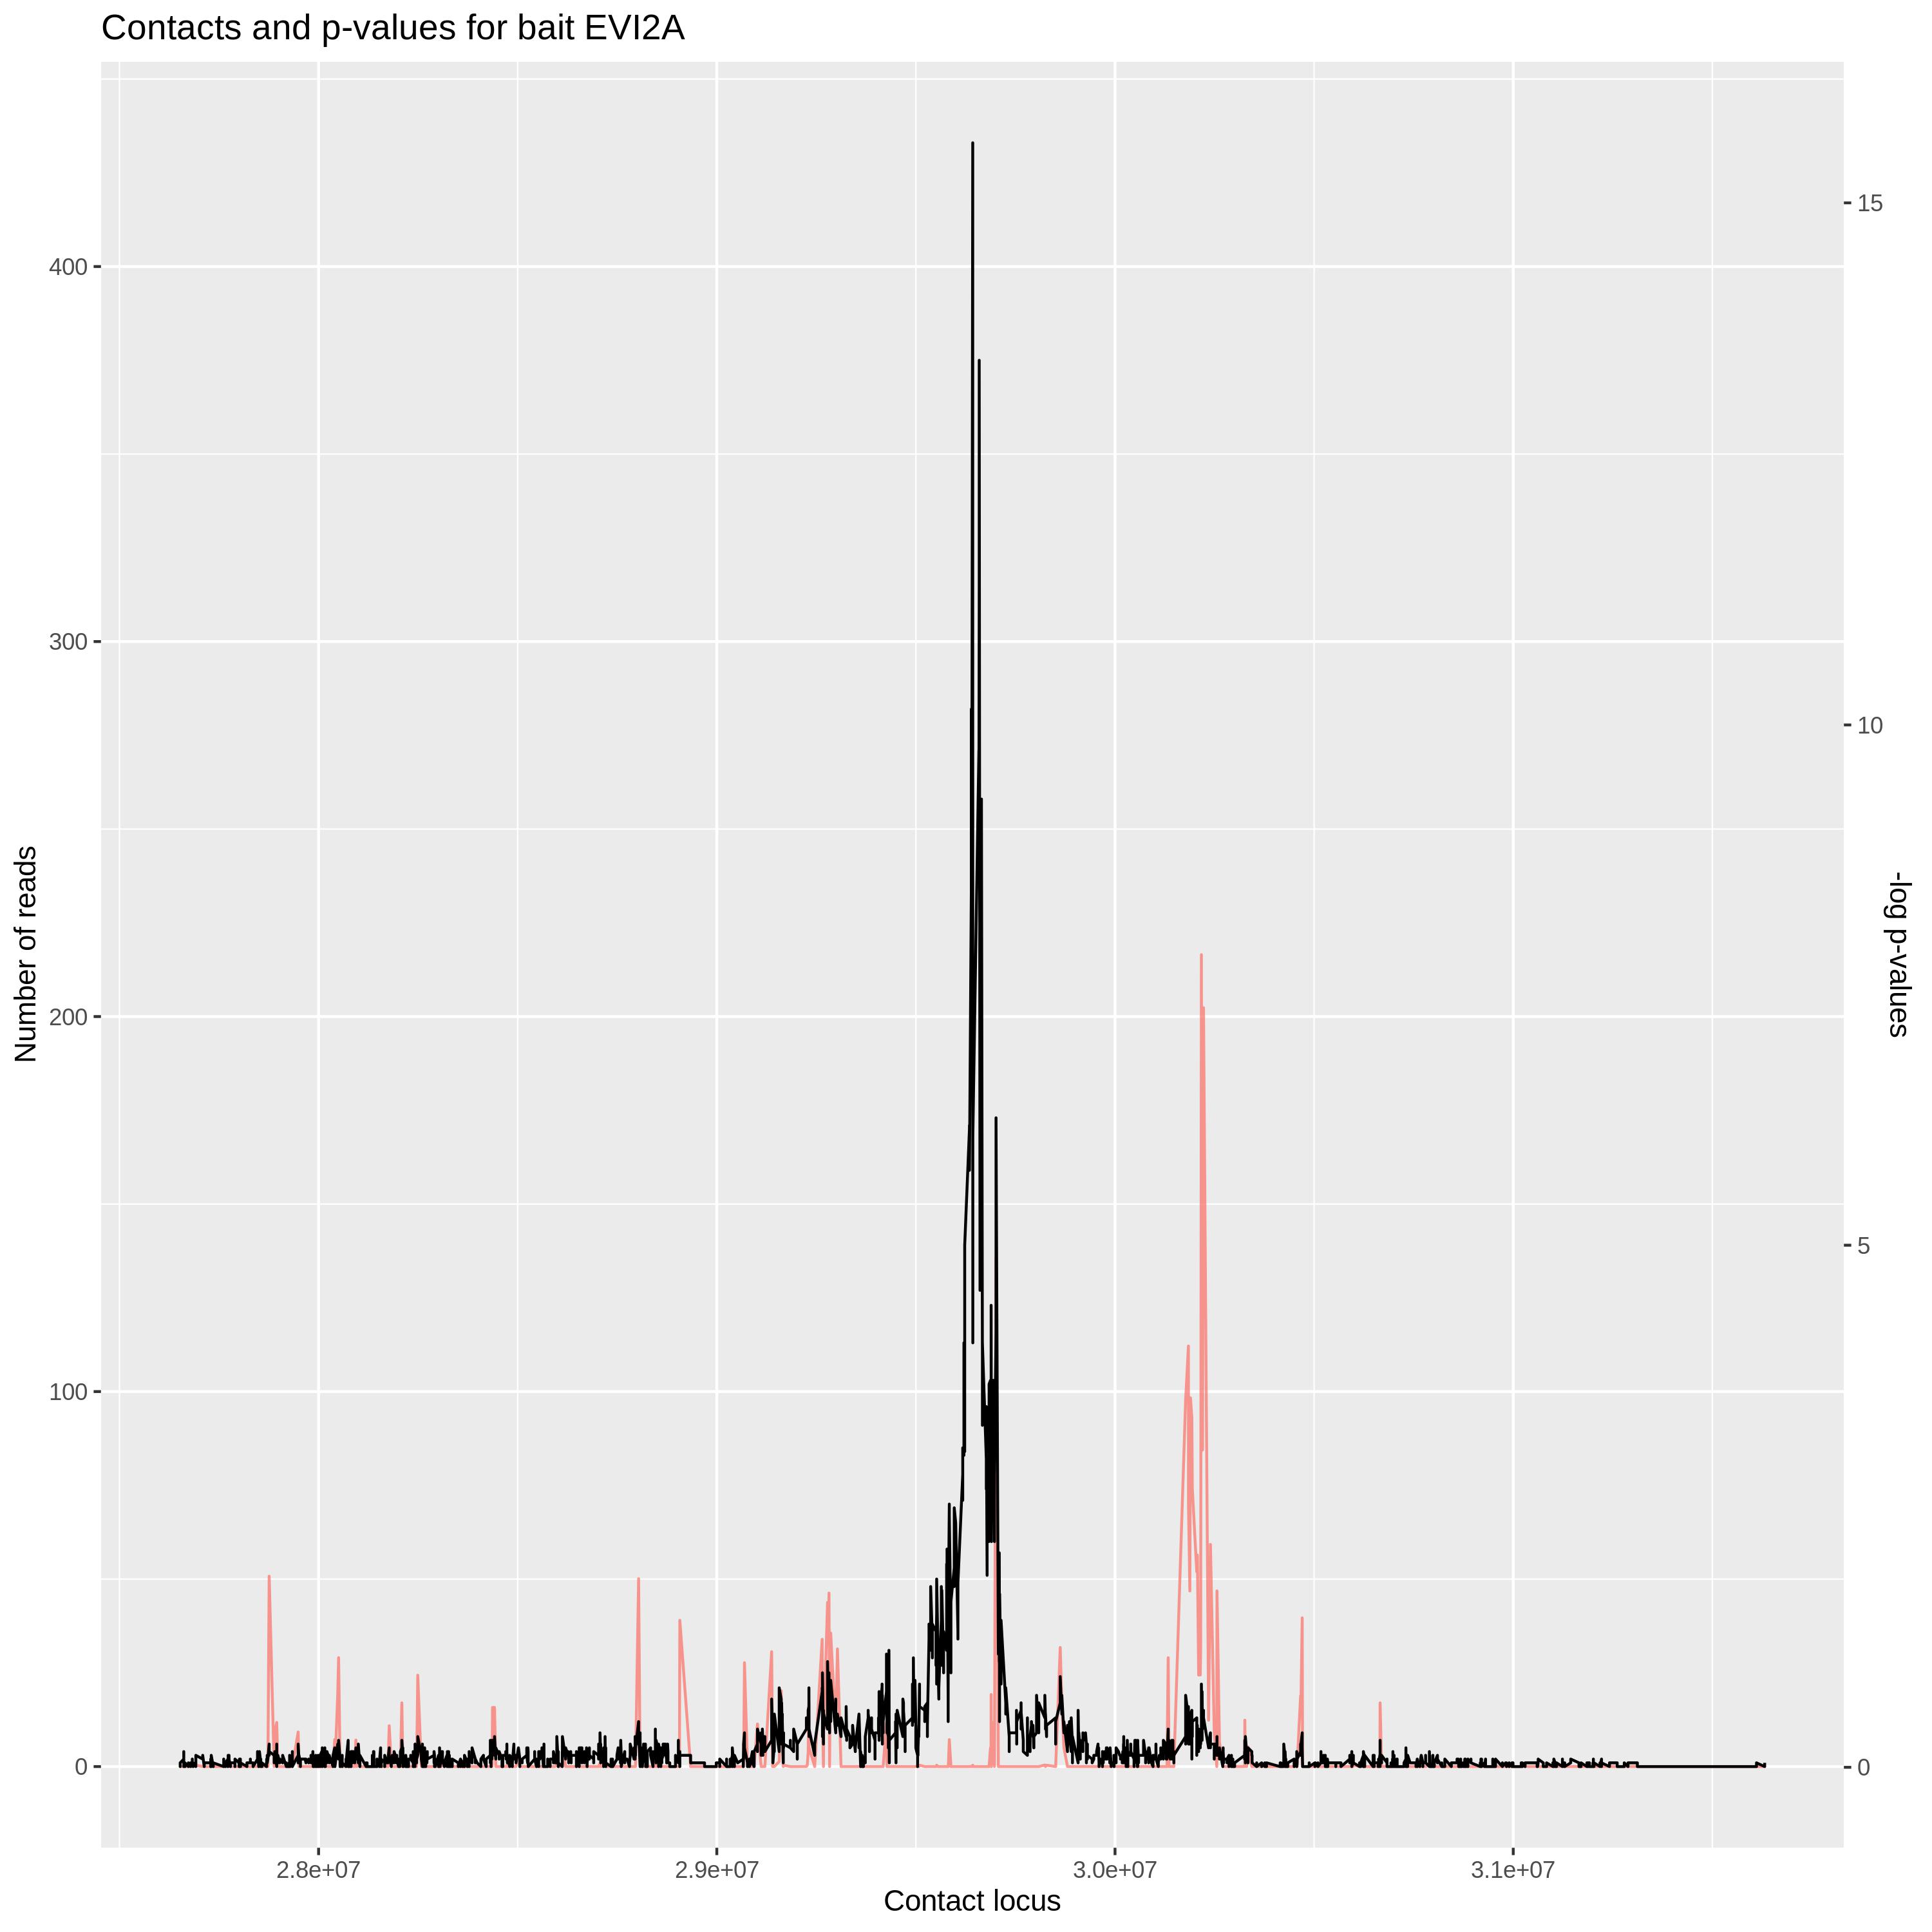 Contacts and p-values for bait EVI2A
Number of reads
400
300
200
100
0
15
10
5
0
-log p-values
2.8e+07
2.9e+07
3.0e+07
3.1e+07
Contact locus